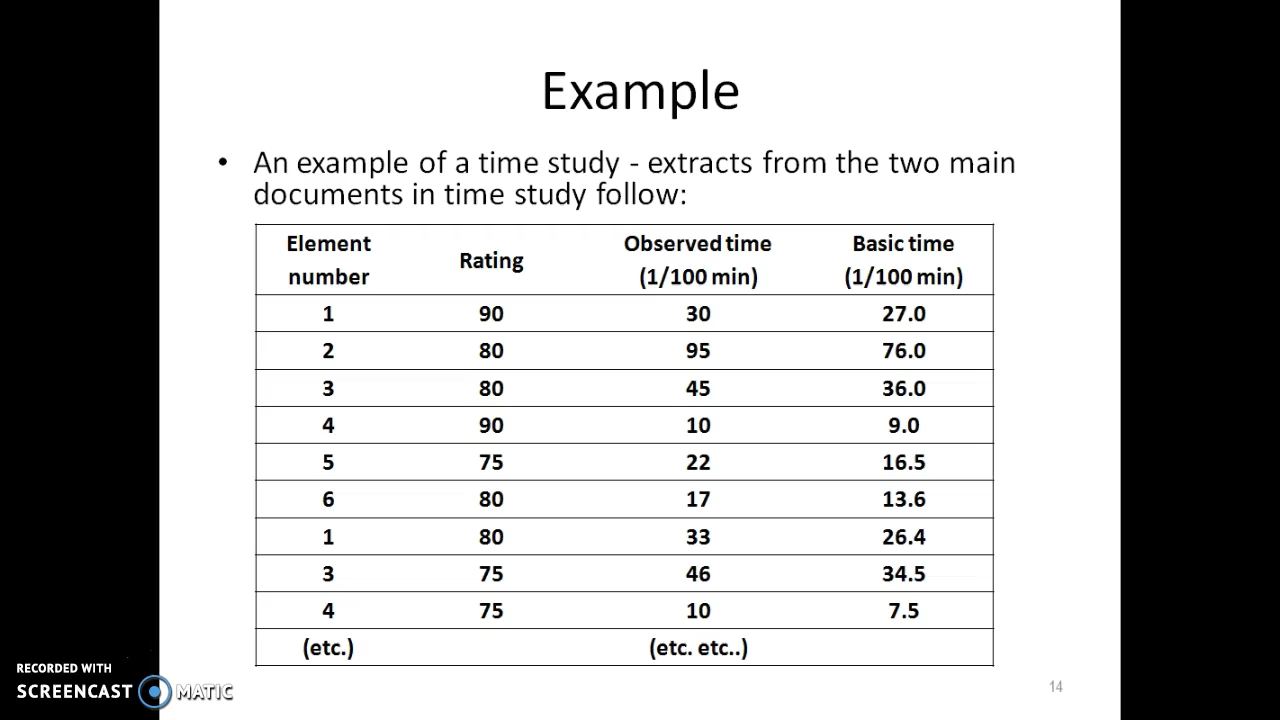 Example
• An example of a time study - extracts from the two main
documents in time study follow:
Element number Rating Observed time (1/100 min) Basic time (1/100 min)
1 90 30 27.0
2 80 95 76.0
3 80 45 36.0
4 90 10 9.0
5 75 22 16.5
6 80 17 13.6
1 80 33 26.4
3 75 46 34.5
4 75 10 7.5
(etc.) (etc. etc..)
14
RECORDED WITH
SCREENCAST MATIC